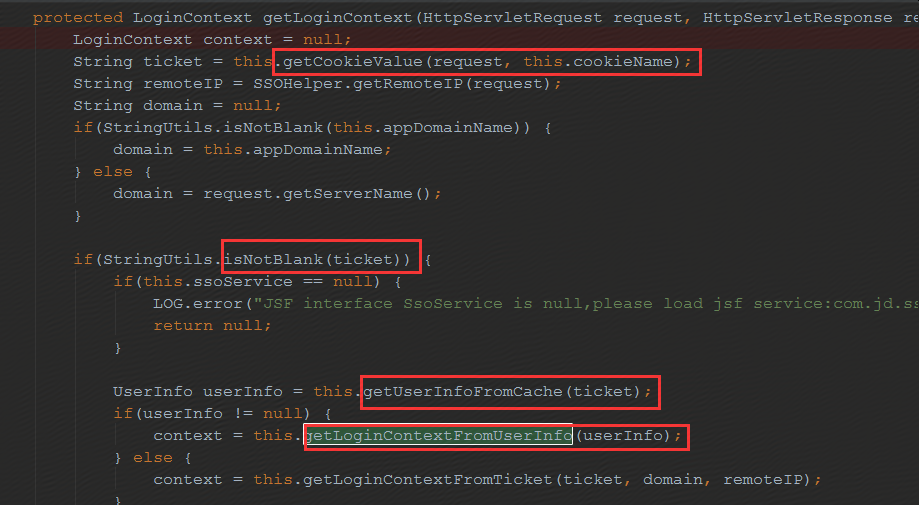 protected LoginContext getLoginContext(HttpServletRequest request, HttpServletResponse re
LoginContext context = null;
String ticket = this.getCookieValue(request, this.cookieName);
String remoteIP = SSOHelper.getRemoteIP(request);
String domain = null;
if(StringUtils.isNotBlank(this.appDomainName)) {
domain = this.appDomainName;
} else {
domain = request.getServerName();
}
if(StringUtils.isNotBlank(ticket)) {
if(this.ssoService == null) {
LOG.error("JSF interface SsoService is null,please load jsf service:com.jd.ss
return null;
}
UserInfo userInfo = this.getUserInfoFromCache(ticket);
if(userInfo != null) {
context = this.getLoginContextFromUserInfo(userInfo);
} else {
context = this.getLoginContextFromTicket(ticket, domain, remoteIP);
}